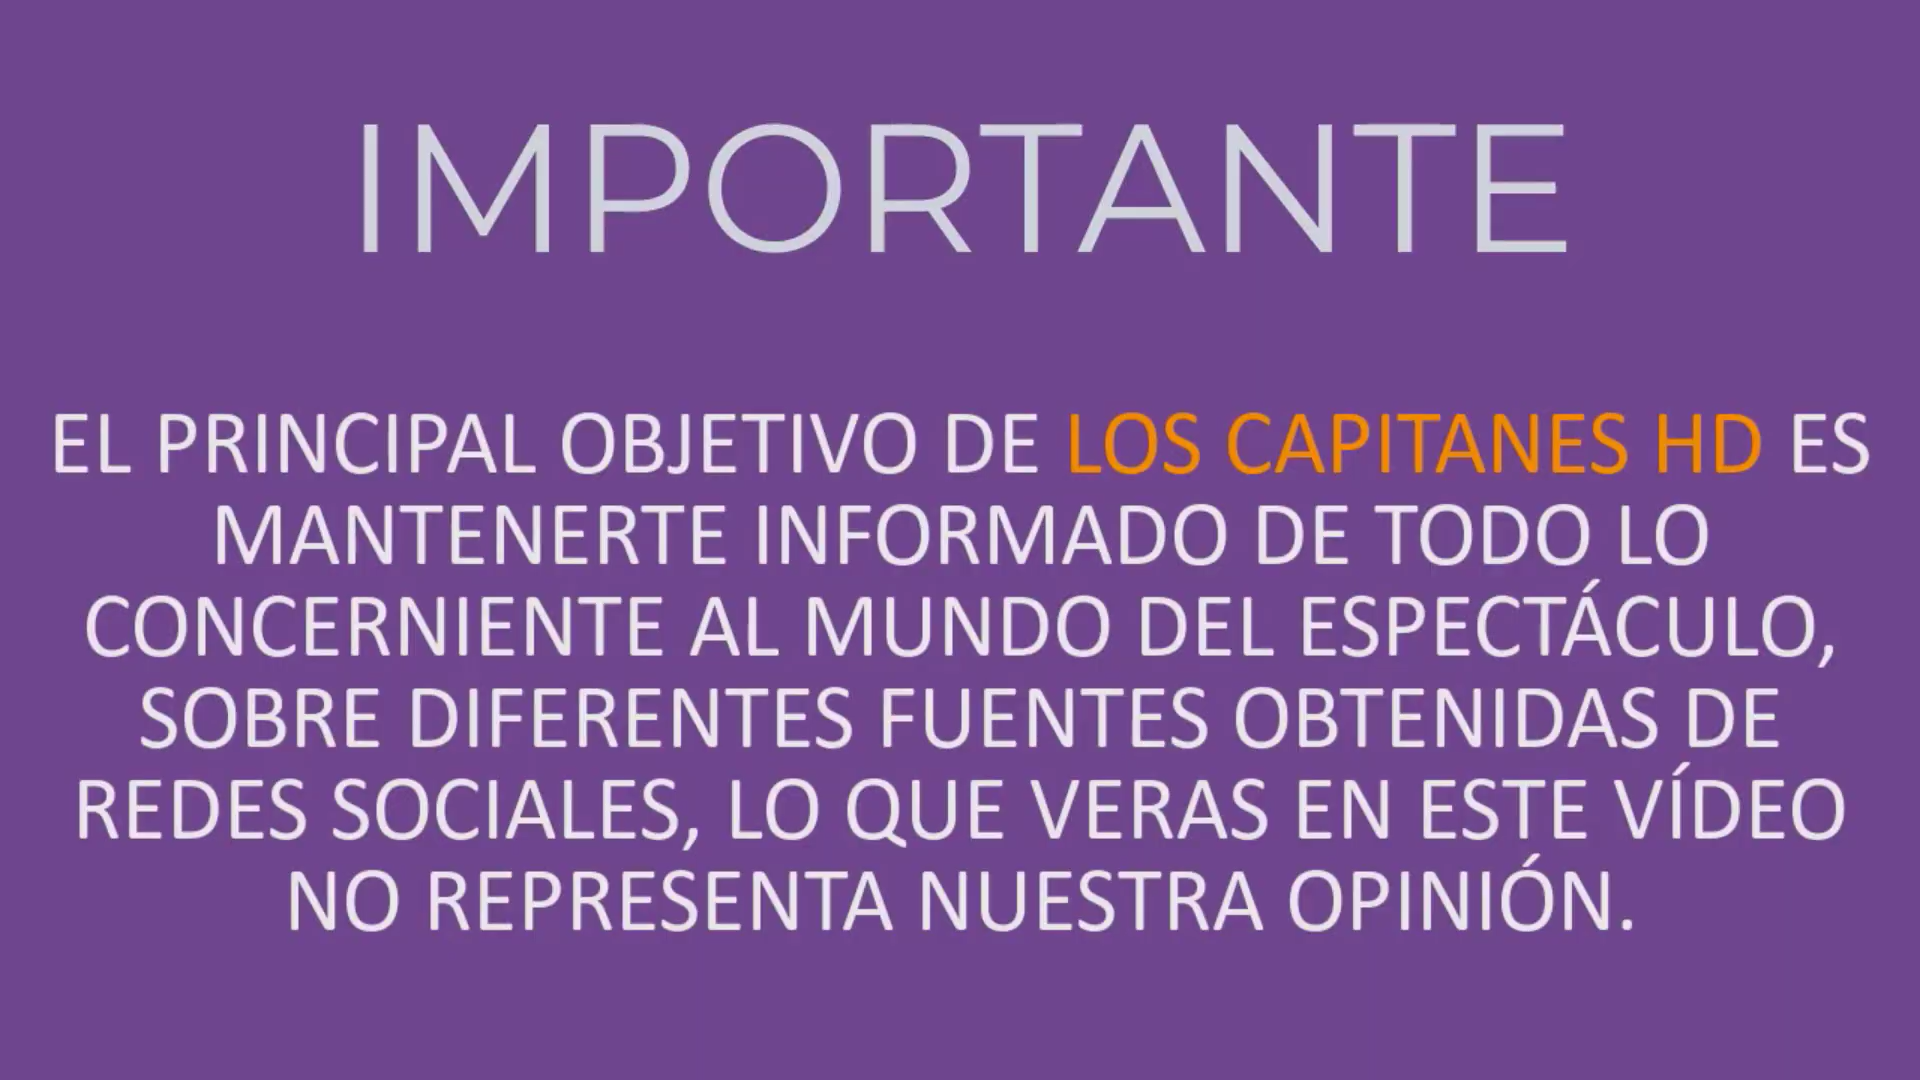 IMPORTANTE
EL PRINCIPAL OBJETIVO DE LOS CAPITANES HD ES
MANTENERTE INFORMADO DE TODO LO
CONCERNIENTE AL MUNDO DEL ESPECTÁCULO,
SOBRE DIFERENTES FUENTES OBTENIDAS DE
REDES SOCIALES, LO QUE VERAS EN ESTE VÍDEO
NO REPRESENTA NUESTRA OPINIÓN.